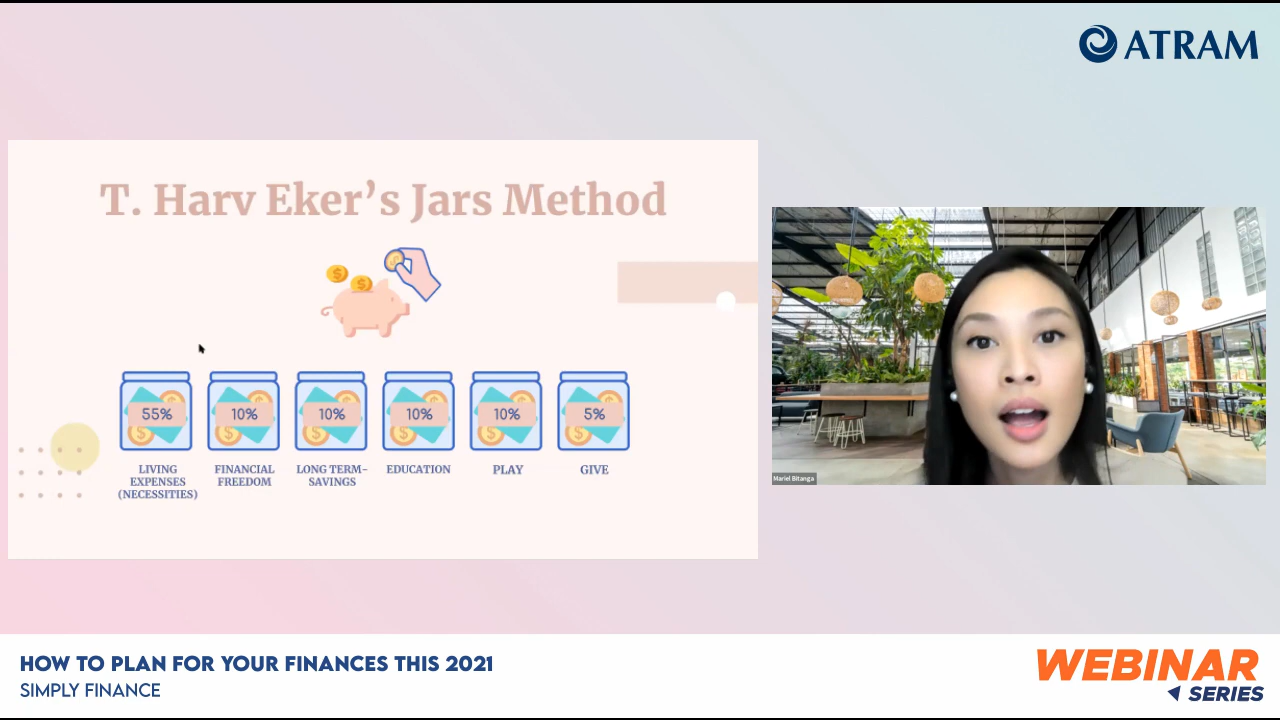 ATRAM
T. Harv Eker's Jars Method
55%
10%
10%
10%
10%
5%
LIVING
EXPENSES
(NECESSITIES)
FINANCIAL
FREEDOM
LONG TERM-
SAVINGS
EDUCATION
PLAY
GIVE
Mariel Bitanga
HOW TO PLAN FOR YOUR FINANCES THIS 2021
SIMPLY FINANCE
WEBINAR
SERIES